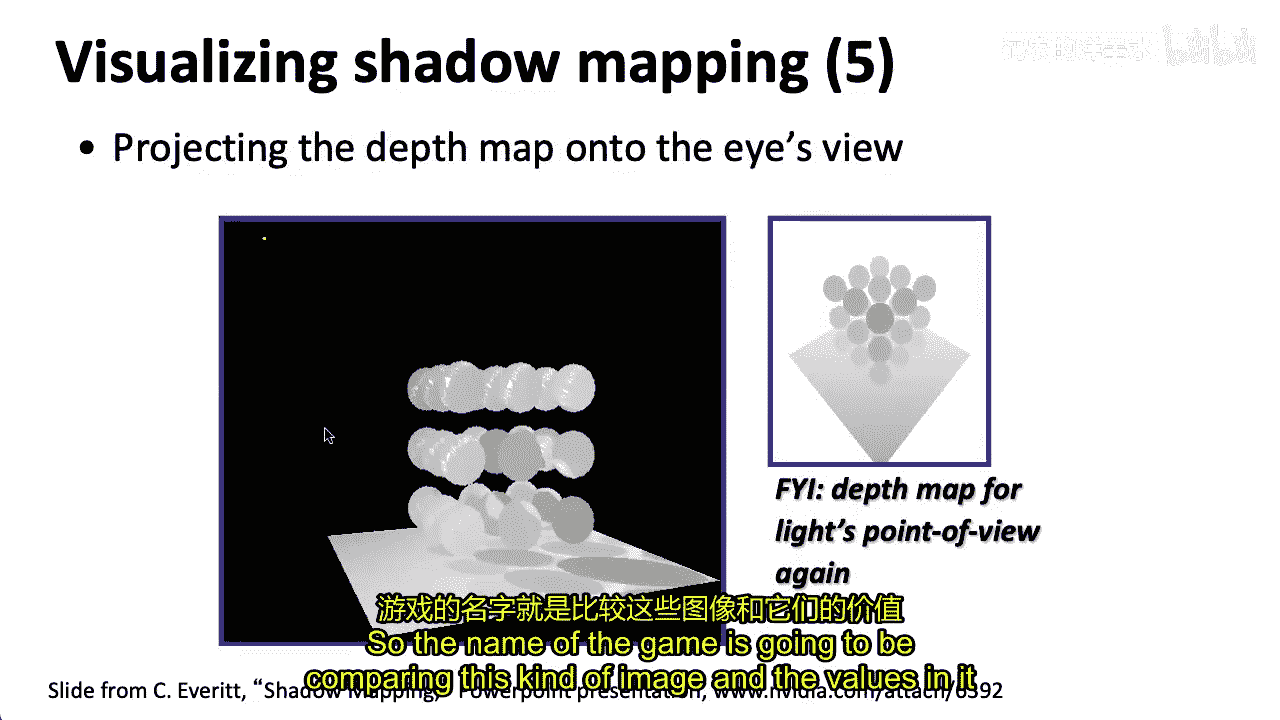 Visualizing shadow mapping (5)
• Projecting the depth map onto the eye’s view
FYI: depth map for
light’s point-of-view
again
游戏的名字就是比较这些图像和它们的价值
So the name of the game is going to be
comparing this kind of image and the values in it
Slide from C. Everitt, “Shadow Mapping,” Powerpoint presentation, www.nvidia.com/attach/6392